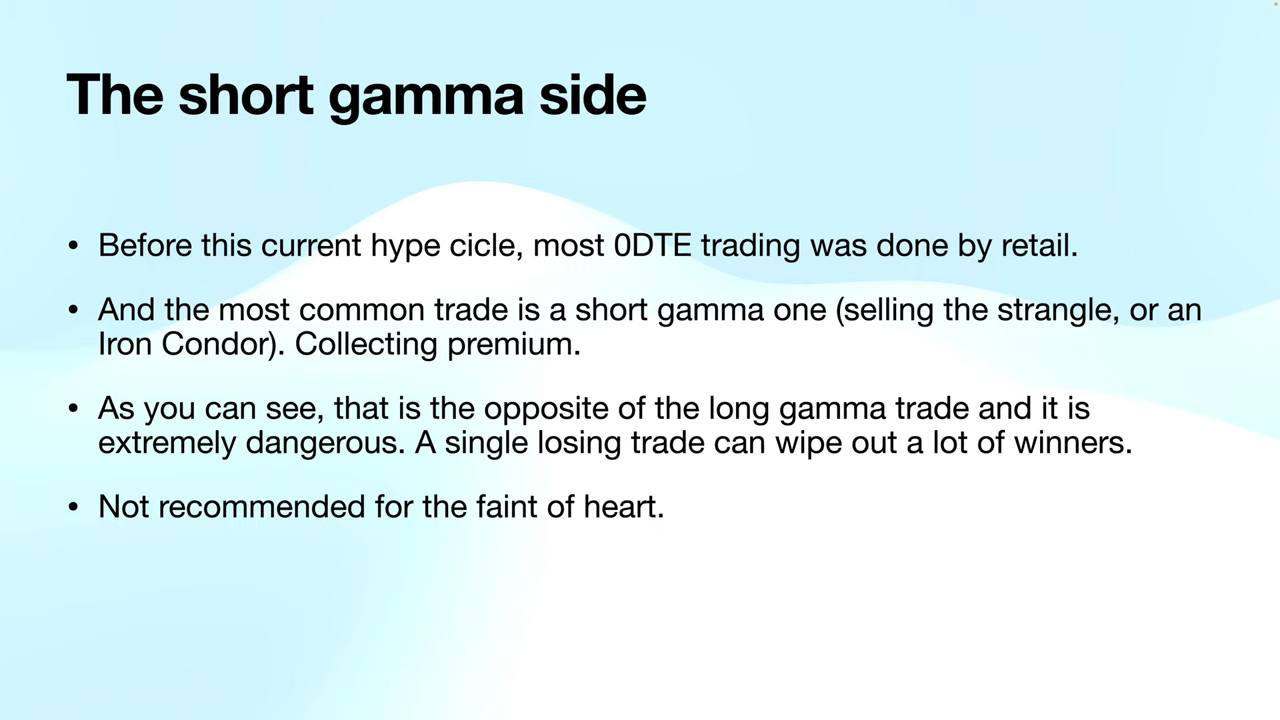 The short gamma side
• Before this current hype cicle, most 0DTE trading was done by retail.
• And the most common trade is a short gamma one (selling the strangle, or an
Iron Condor). Collecting premium.
• As you can see, that is the opposite of the long gamma trade and it is
extremely dangerous. A single losing trade can wipe out a lot of winners.
• Not recommended for the faint of heart.